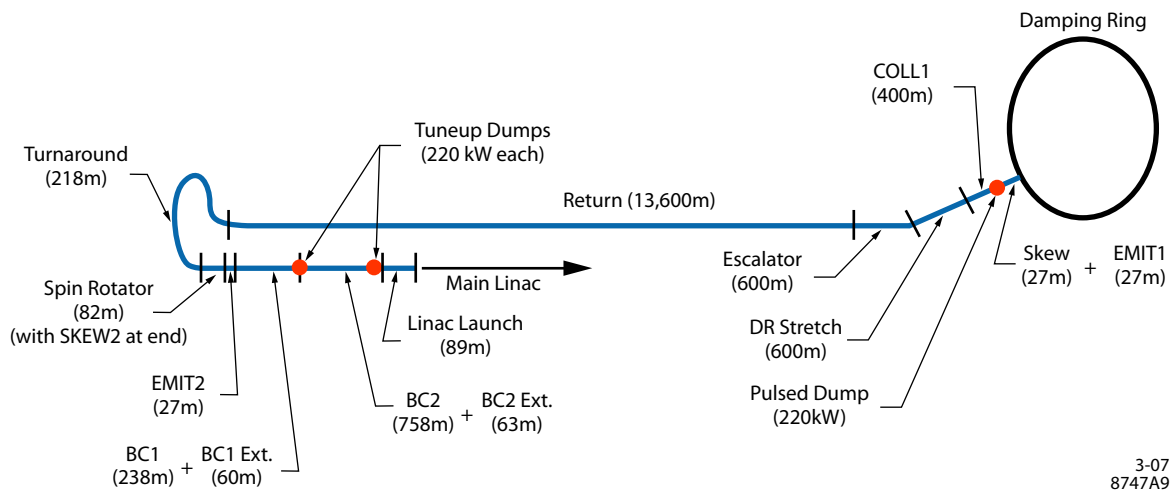 Damping Ring
COLL1
(400m)
Tuneup Dumps
(220 kW each)
Turnaround
(218m)
Return (13,600m)
Escalator
(600m)
Skew
(27m)
+
EMIT1
(27m)
Main Linac
Spin Rotator
(82m)
(with SKEW2 at end)
Linac Launch
(89m)
DR Stretch
(600m)
EMIT2
(27m)
BC2
(758m)
+
BC2 Ext.
(63m)
Pulsed Dump
(220kW)
BC1
(238m)
+
BC1 Ext.
(60m)
3-07
8747A9